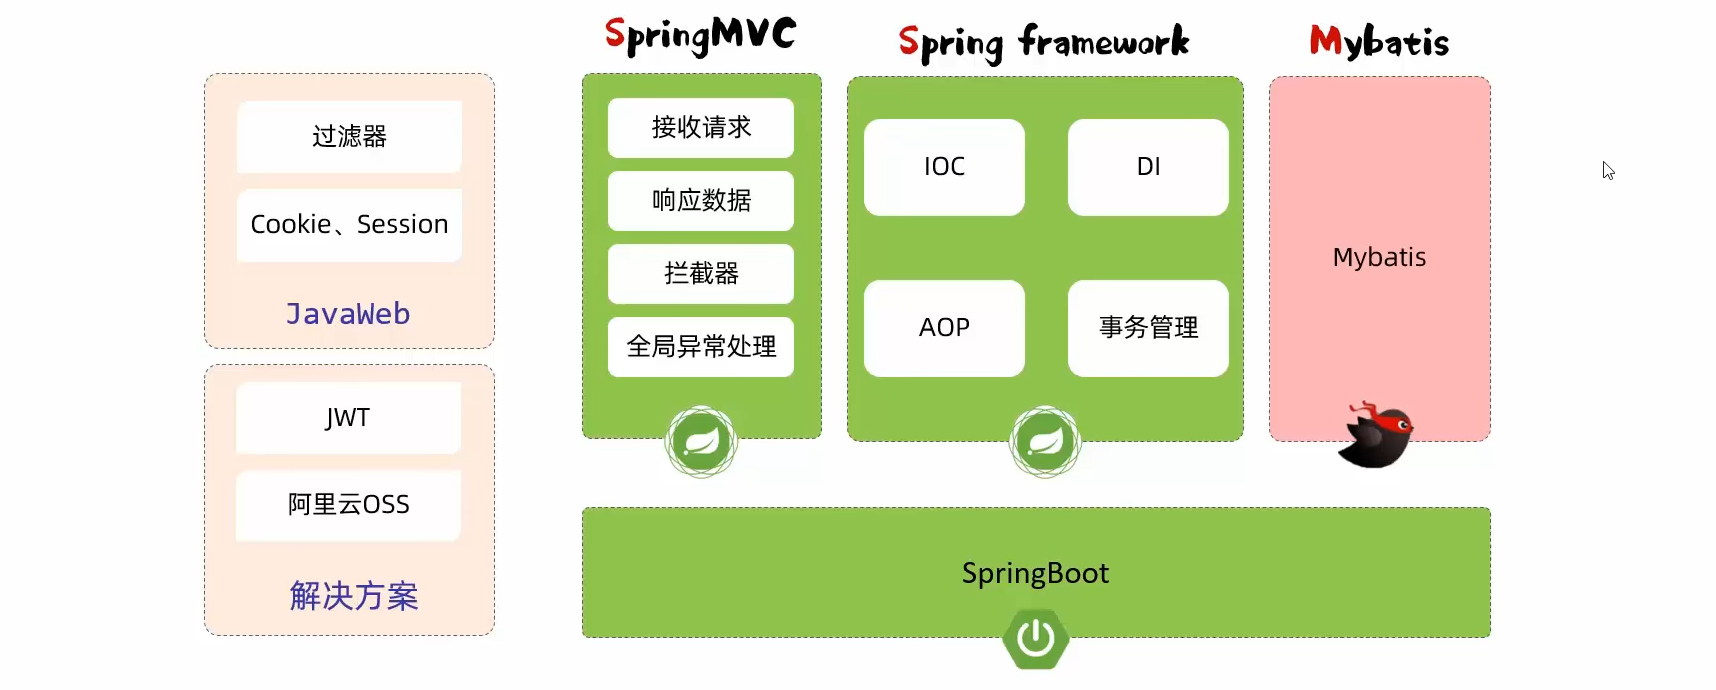 过滤器
Cookie、Session
JavaWeb
JWT
阿里云OSS
解决方案
SpringMVC
接收请求
响应数据
拦截器
全局异常处理
Spring framework
IOC
DI
AOP
事务管理
Mybatis
Mybatis
SpringBoot